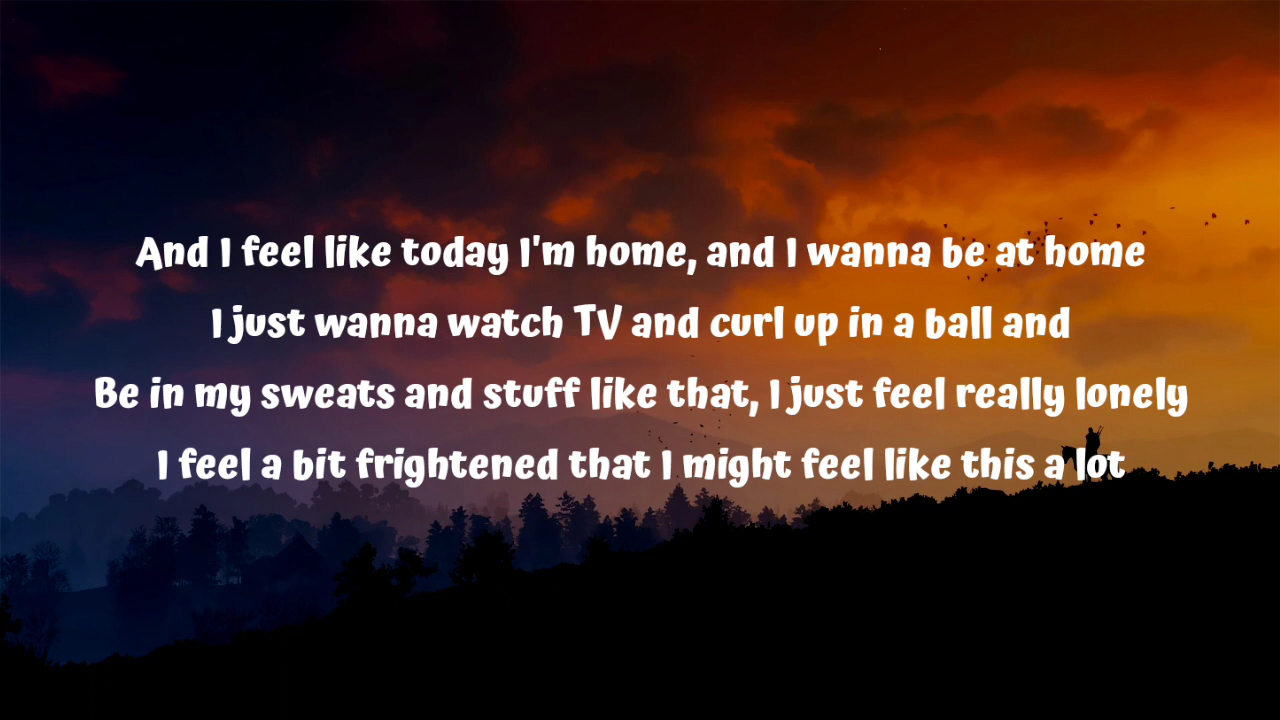 And I feel like today I'm home, and I wanna be at home
I just wanna watch TV and curl up in a ball and
Be in my sweats and stuff like that, I just feel really lonely
I feel a bit frightened that I might feel like this a lot